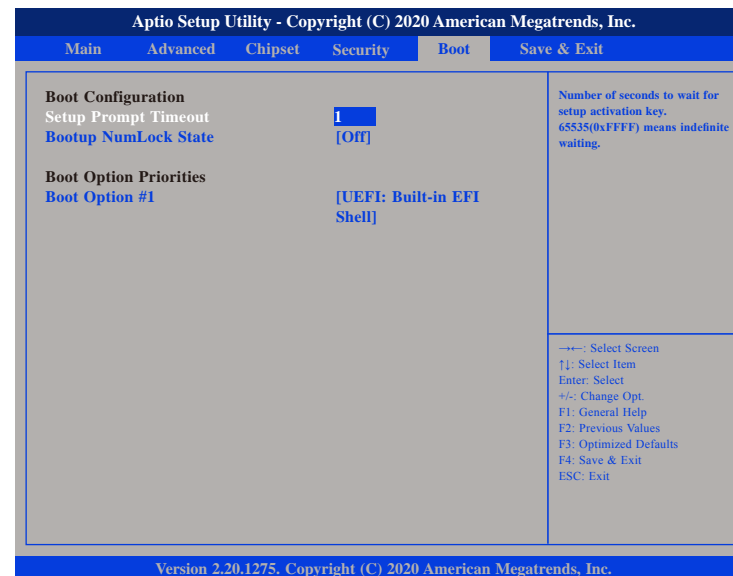 Aptio Setup Utility - Copyright (C) 2020 American Megatrends, Inc.
Main Advanced Chipset Security Boot Save & Exit
Boot Configuration
Setup Prompt Timeout 1
Bootup NumLock State [Off]
Boot Option Priorities
Boot Option #1 [UEFI: Built-in EFI
Shell]
Number of seconds to wait for
setup activation key.
65535(0xFFFF) means indefinite
waiting.
→←: Select Screen
↑↓: Select Item
Enter: Select
+/-: Change Opt.
F1: General Help
F2: Previous Values
F3: Optimized Defaults
F4: Save & Exit
ESC: Exit
Version 2.20.1275. Copyright (C) 2020 American Megatrends, Inc.